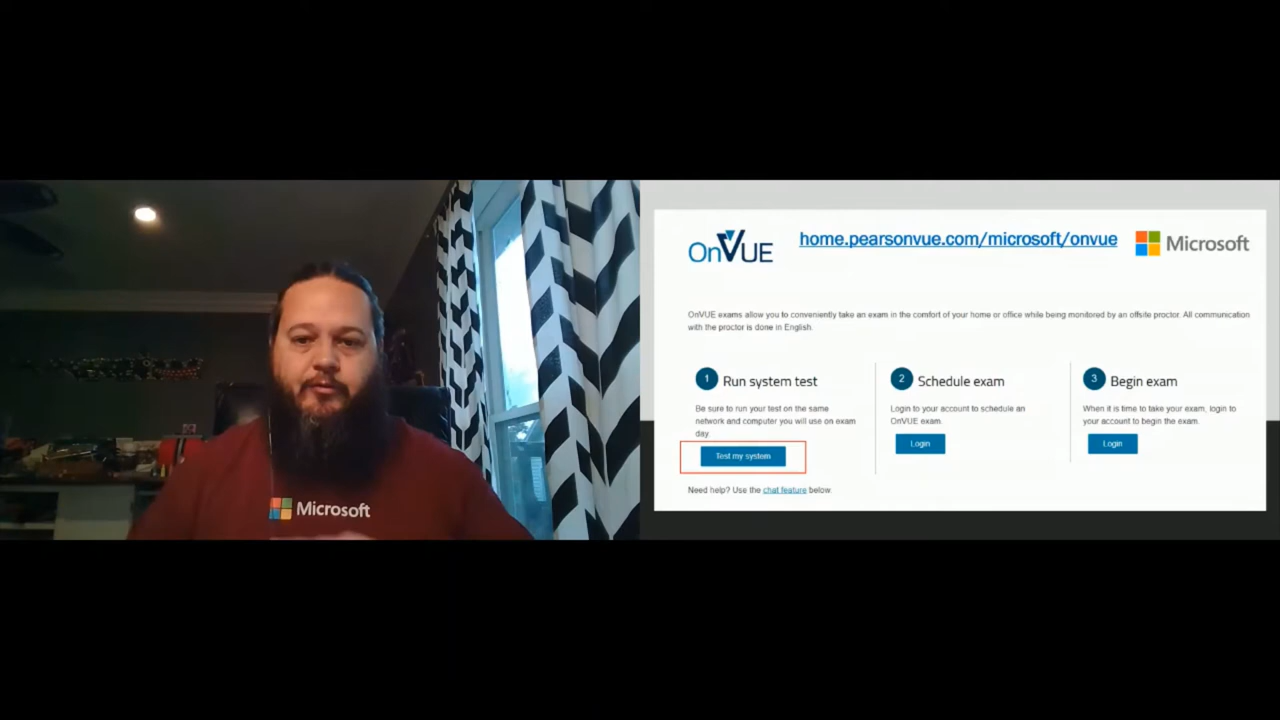 Microsoft
OnVUE
home.pearsonvue.com/microsoft/onvue
Microsoft
OnVUE exams allow you to conveniently take an exam in the comfort of your home or office while being monitored by an offsite proctor. All communication
with the proctor is done in English.
1 Run system test
Be sure to run your test on the same
network and computer you will use on exam
day.
Test my system
Need help? Use the chat feature below.
2 Schedule exam
Login to your account to schedule an
OnVUE exam.
Login
3 Begin exam
When it is time to take your exam, login to
your account to begin the exam.
Login